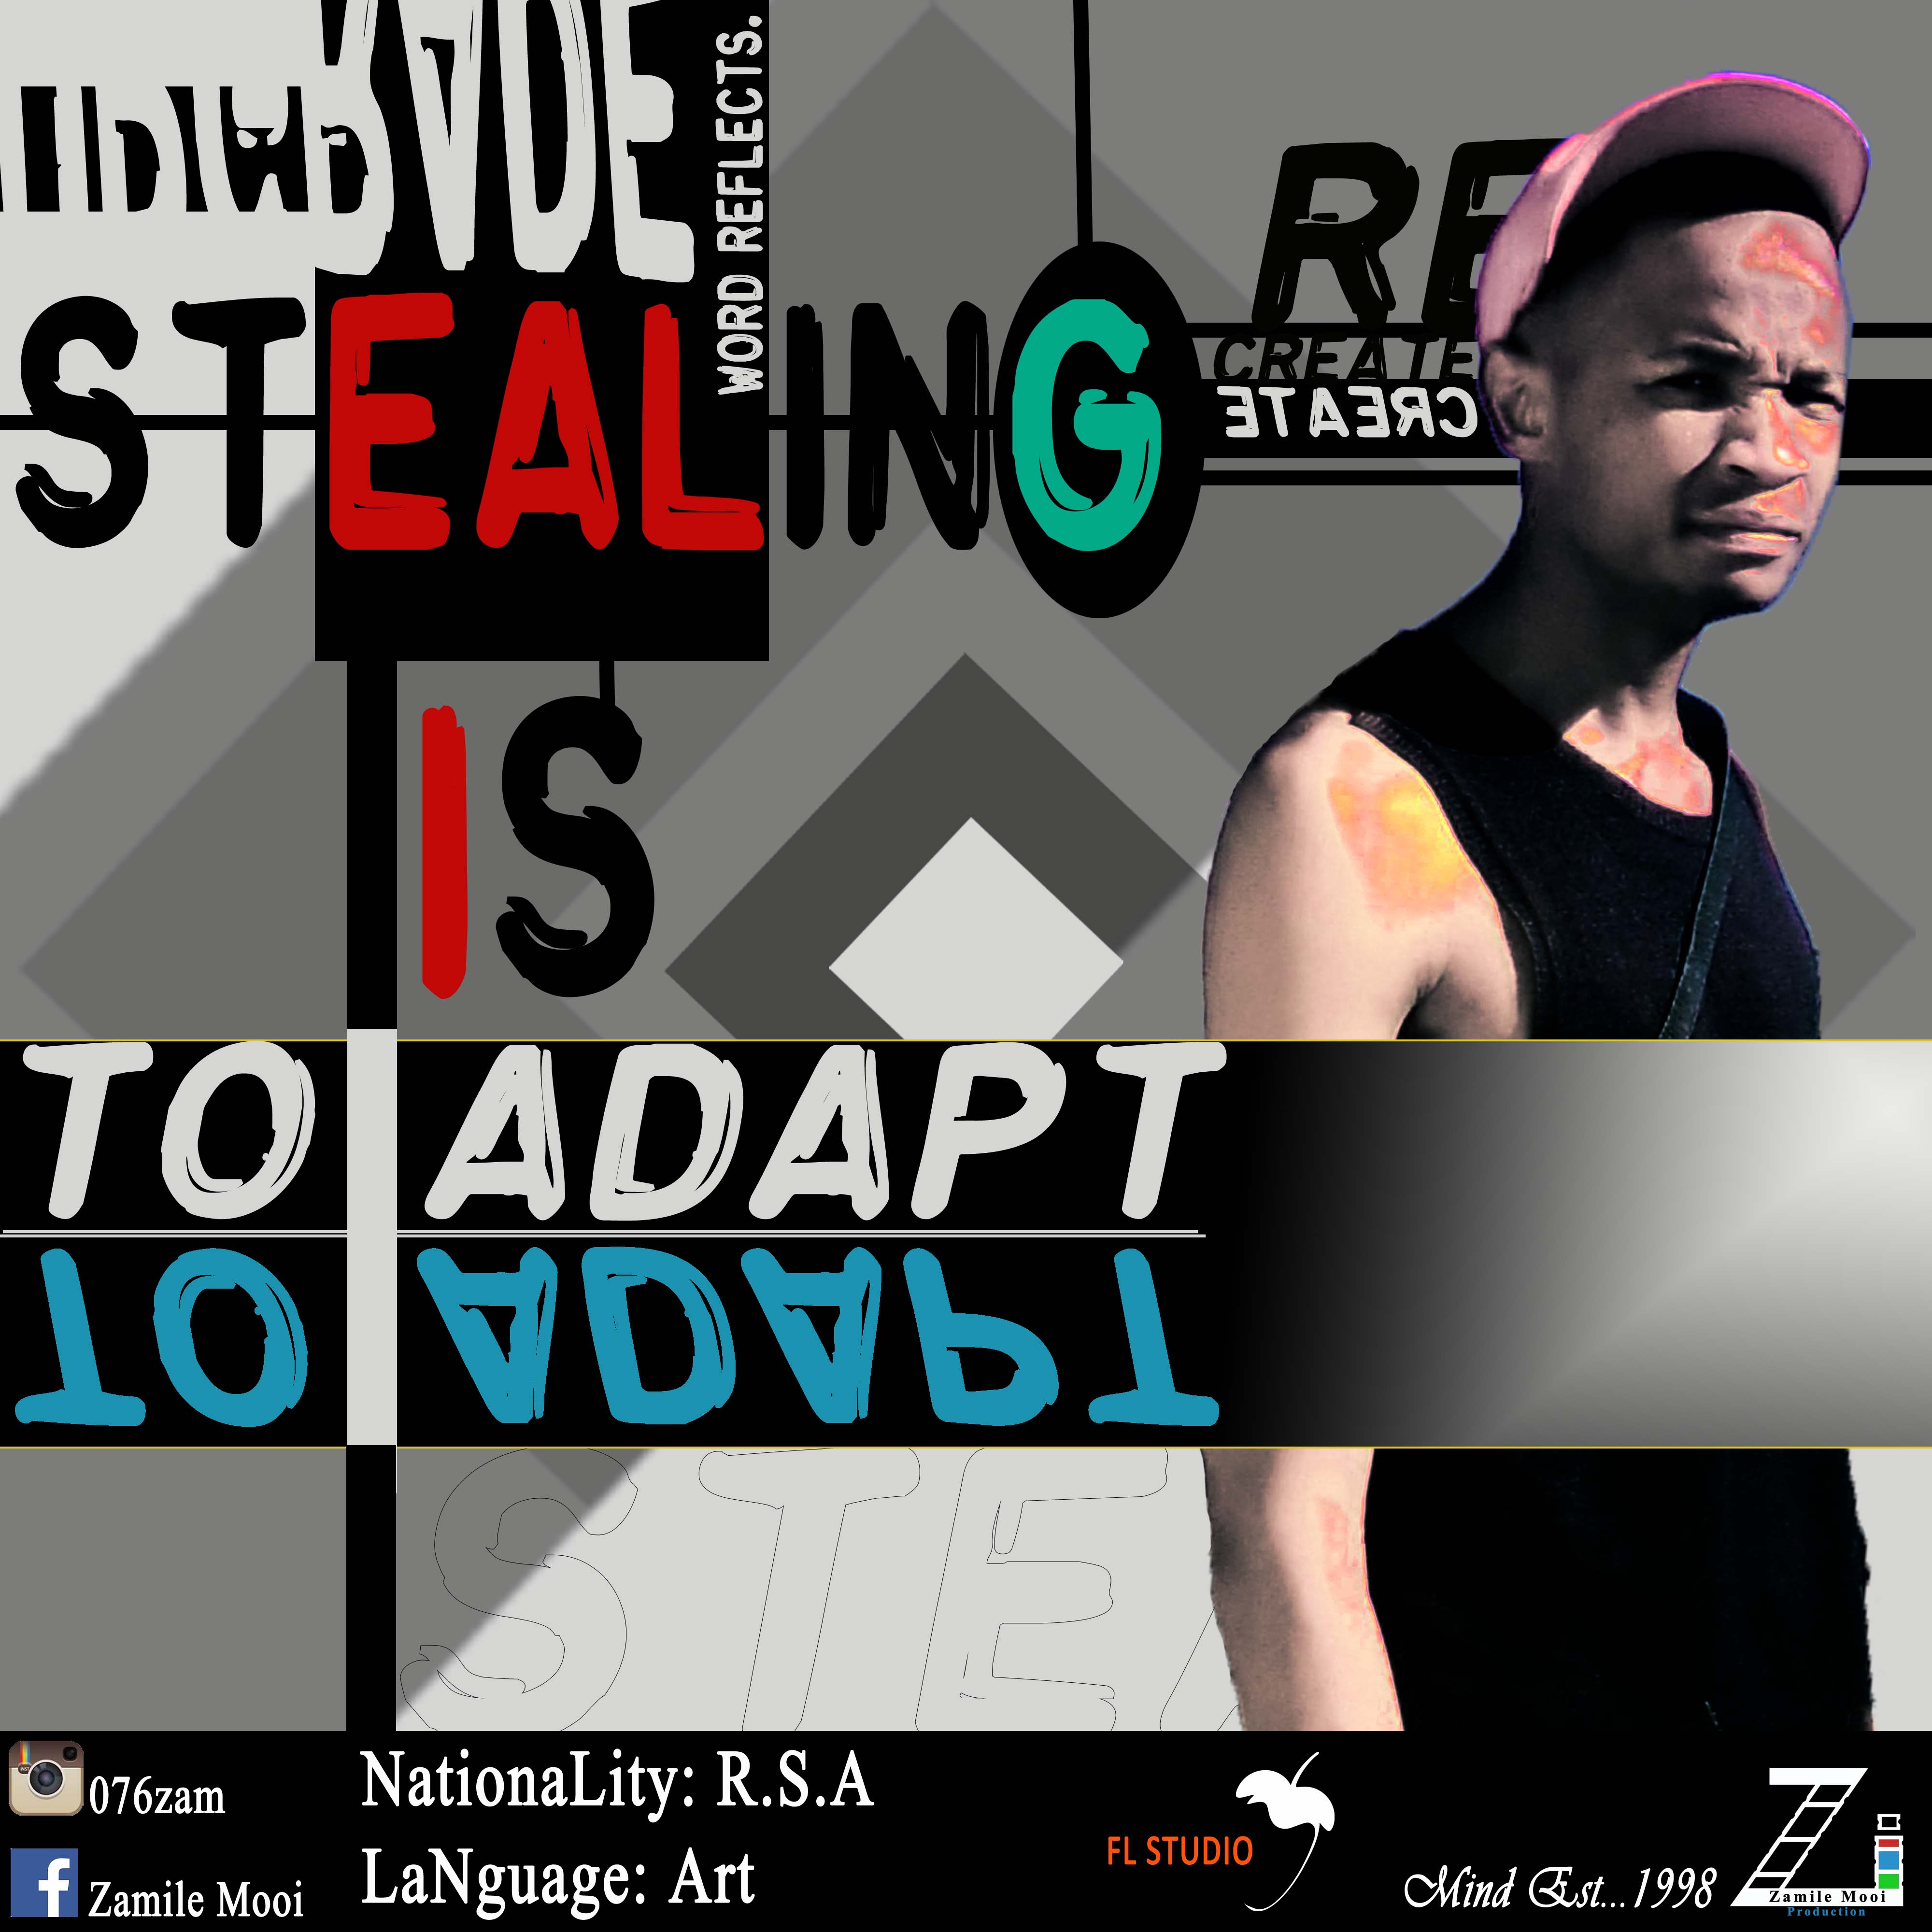 WORD REFLECTS.
STEALING
RE
CREATE
CREATE
IS
TO ADAPT
TO ADAPT
STE
076zam
Zamile Mooi
NationaLity: R.S.A
LaNguage: Art
FL STUDIO
Mind Est...1998
Zamile Mooi
Production